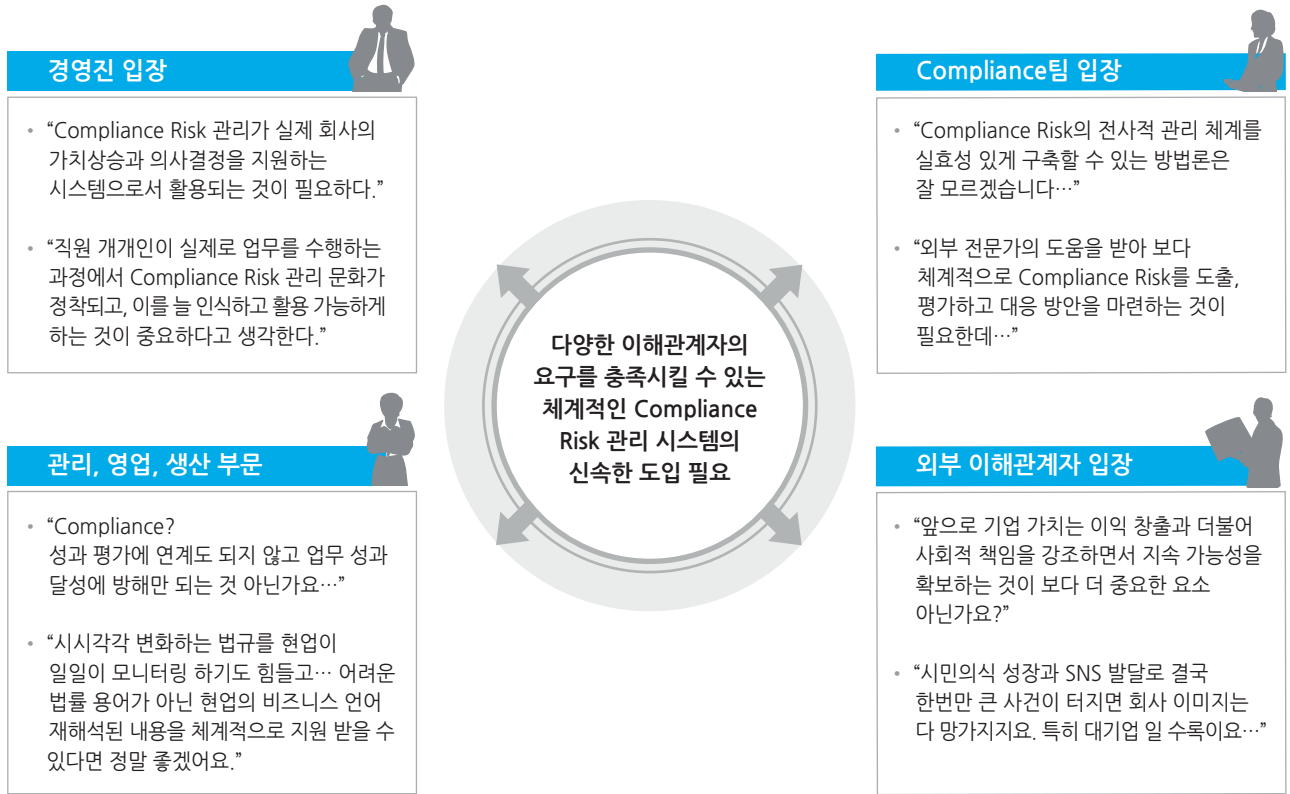 경영진 입장
• “Compliance Risk 관리가 실제 회사의
가치상승과 의사결정을 지원하는
시스템으로서 활용되는 것이 필요하다.”
• “직원 개개인이 실제로 업무를 수행하는
과정에서 Compliance Risk 관리 문화가
정착되고, 이를 늘 인식하고 활용 가능하게
하는 것이 중요하다고 생각한다.”
Compliance팀 입장
• “Compliance Risk의 전사적 관리 체계를
실효성 있게 구축할 수 있는 방법론은
잘 모르겠습니다…”
• “외부 전문가의 도움을 받아 보다
체계적으로 Compliance Risk를 도출,
평가하고 대응 방안을 마련하는 것이
필요한데…”
다양한 이해관계자의
요구를 충족시킬 수 있는
체계적인 Compliance
Risk 관리 시스템의
신속한 도입 필요
관리, 영업, 생산 부문
• “Compliance?
성과 평가에 연계도 되지 않고 업무 성과
달성에 방해만 되는 것 아닌가요…”
• “시시각각 변화하는 법규를 현업이
일일이 모니터링 하기도 힘들고… 어려운
법률 용어가 아닌 현업의 비즈니스 언어
재해석된 내용을 체계적으로 지원 받을 수
있다면 정말 좋겠어요.”
외부 이해관계자 입장
• “앞으로 기업 가치는 이익 창출과 더불어
사회적 책임을 강조하면서 지속 가능성을
확보하는 것이 보다 더 중요한 요소
아닌가요?”
• “시민의식 성장과 SNS 발달로 결국
한번만 큰 사건이 터지면 회사 이미지는
다 망가지지요. 특히 대기업 일 수록이요…”